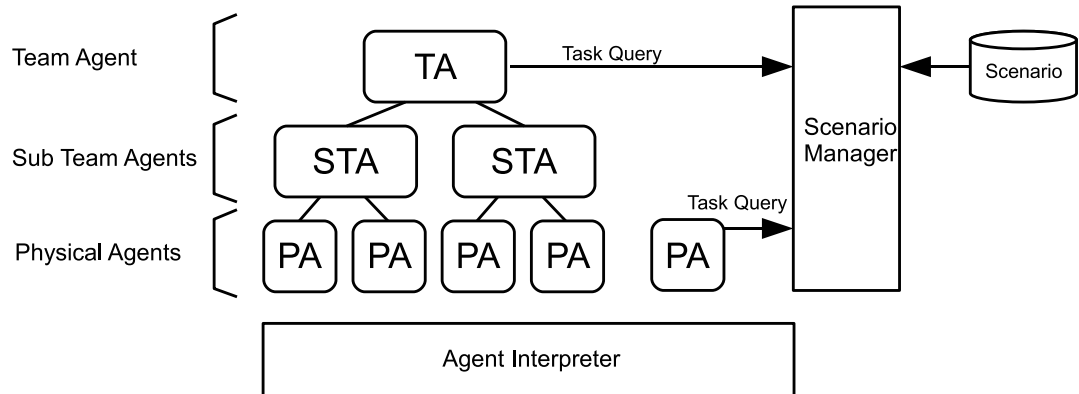 Team Agent
TA
Task Query
Scenario
Scenario
Manager
Sub Team Agents
STA
STA
Task Query
Physical Agents
PA
PA
PA
PA
PA
Agent Interpreter